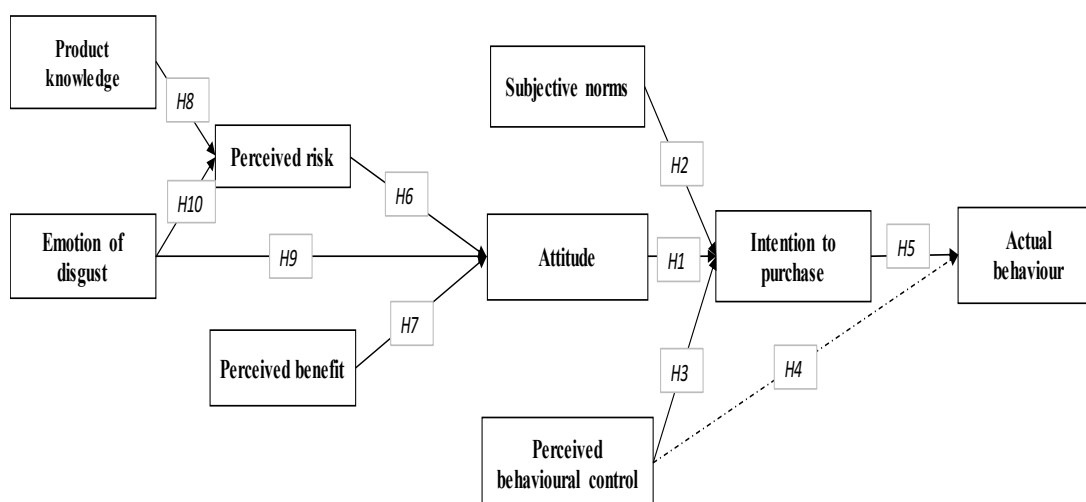 Product
knowledge
H8
Subjective norms
Perceived risk
H2
H10
H6
Emotion of
disgust
H9
Attitude
H1
Intention to
purchase
H5
Actual
behaviour
H7
Perceived benefit
H3
H4
Perceived
behavioural control